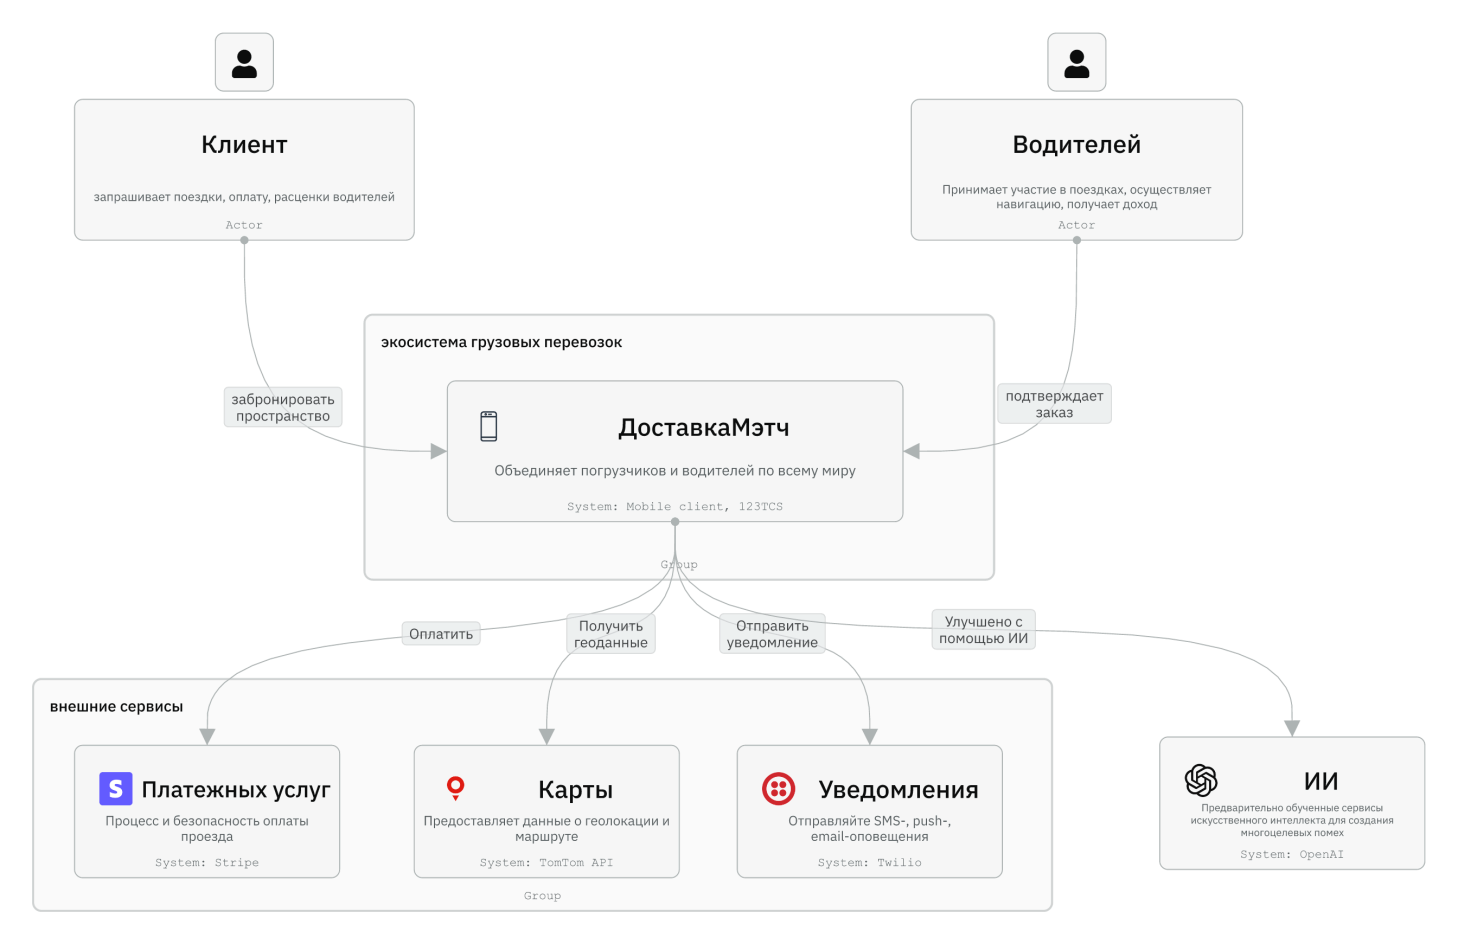 Клиент
запрашивает поездки, оплату, расценки водителей
Actor
Водителей
Принимает участие в поездках, осуществляет
навигацию, получает доход
Actor
экосистема грузовых перевозок
забронировать
пространство
подтверждает
заказ
ДоставкаМэтч
Объединяет погрузчиков и водителей по всему миру
System: Mobile client, 123TCS
Group
Оплатить
Получить
геоданные
Отправить
уведомление
Улучшено с
помощью ИИ
внешние сервисы
S
Платежных услуг
Процесс и безопасность оплаты
проезда
System: Stripe
Карты
Предоставляет данные о геолокации и
маршруте
System: TomTom API
Уведомления
Отправляйте SMS-, push-,
email-оповещения
System: Twilio
Group
ИИ
Предварительно обученные сервисы
искусственного интеллекта для создания
многоцелевых помех
System: OpenAI